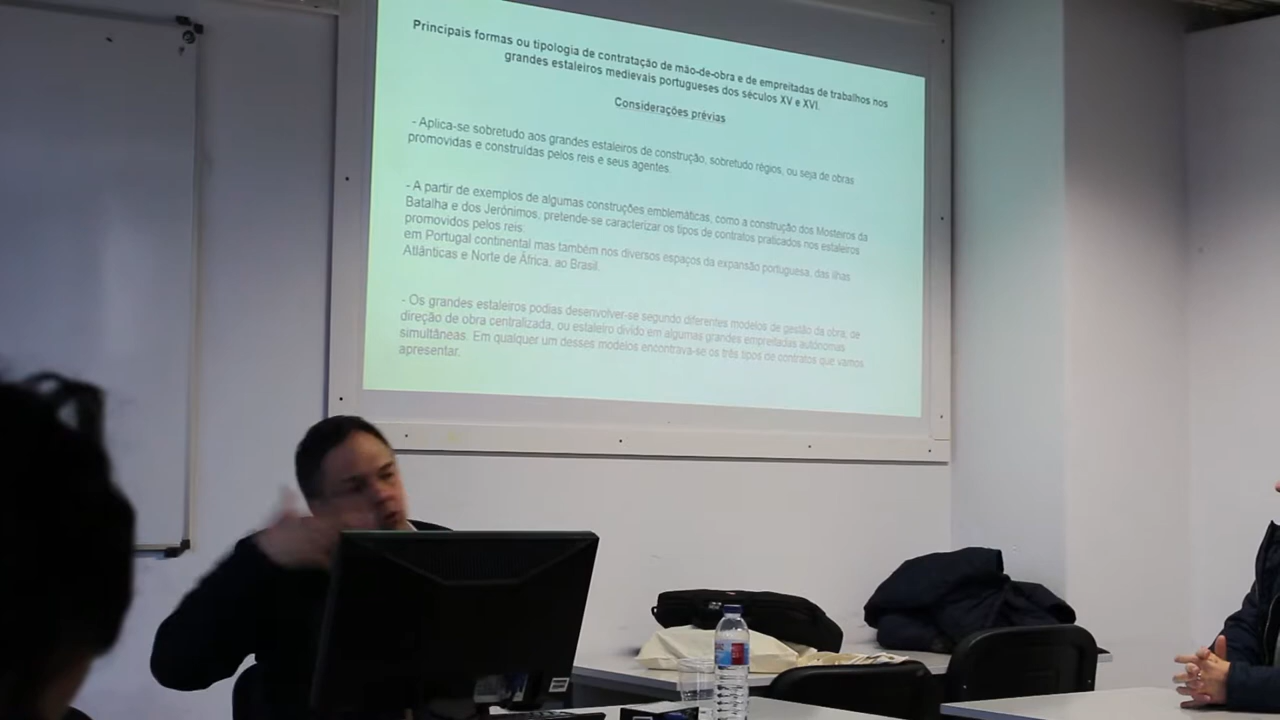 Principais formas ou tipologia de contratação de mão-de-obra e de empreitadas de trabalhos nos
grandes estaleiros medievais portugueses dos séculos XV e XVI.
Considerações prévias
- Aplica-se sobretudo aos grandes estaleiros de construção, sobretudo régios, ou seja de obras
promovidas e construídas pelos reis e seus agentes.
- A partir de exemplos de algumas construções emblemáticas, como a construção dos Mosteiros da
Batalha e dos Jerónimos, pretende-se caracterizar os tipos de contratos praticados nos estaleiros
promovidos pelos reis.
em Portugal continental mas também nos diversos espaços da expansão portuguesa, das ilhas
Atlânticas e Norte de África, ao Brasil.
- Os grandes estaleiros podias desenvolver-se segundo diferentes modelos de gestão da obra, de
direção de obra centralizada, ou estaleiro divido em algumas grandes empreitadas autónomas
simultâneas. Em qualquer um desses modelos encontrava-se os três tipos de contratos que vamos
apresentar.